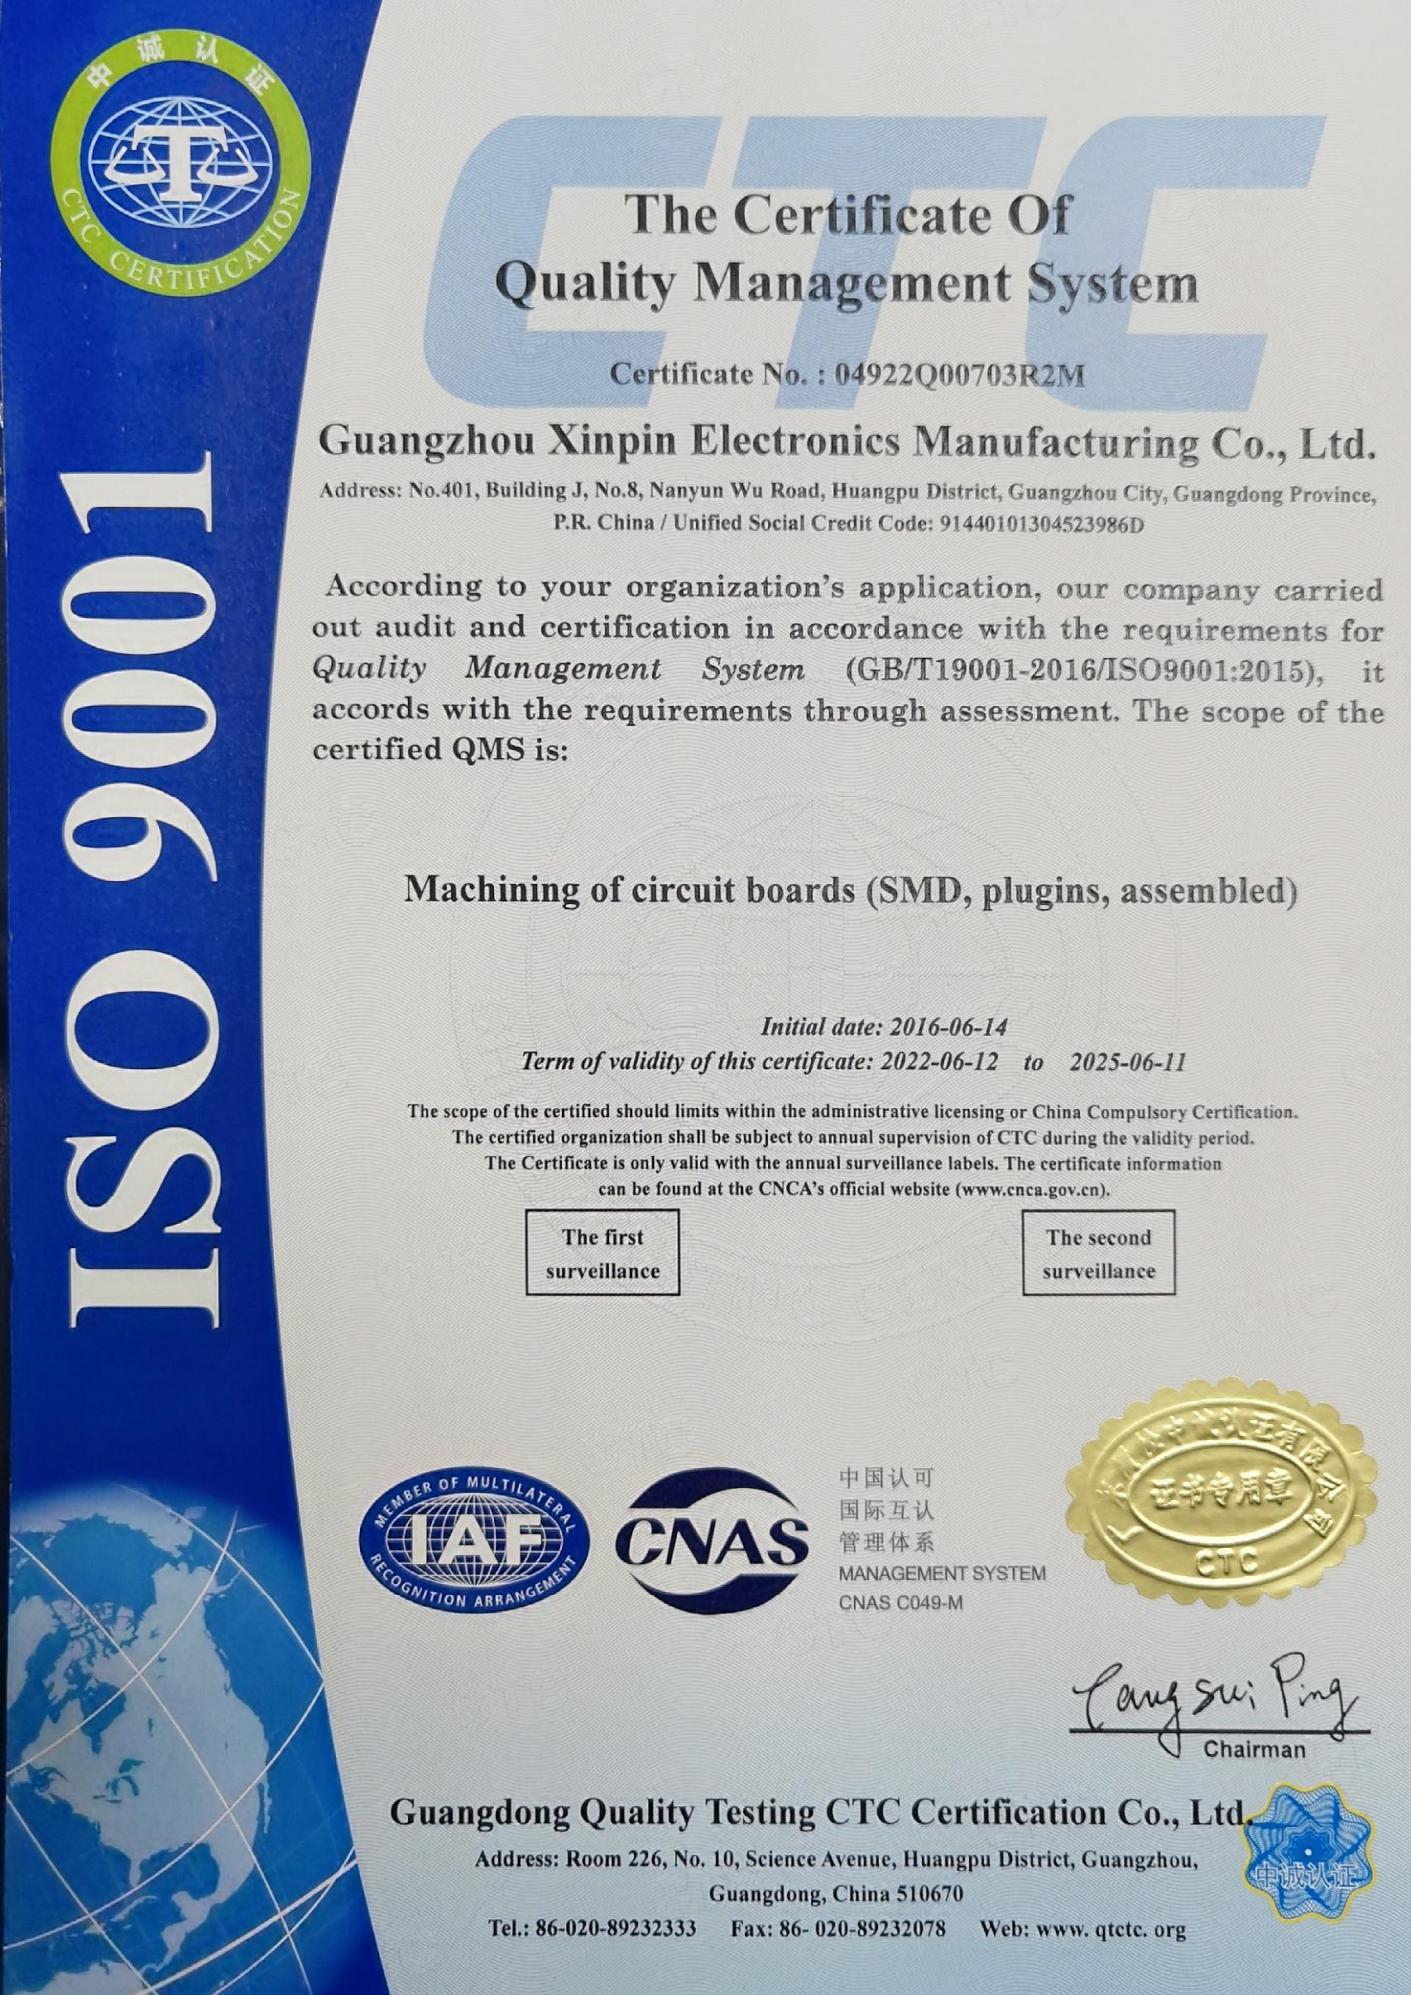 中诚认证
CTC CERTIFICATION
ISO 9001
CTC
The Certificate Of
Quality Management System
Certificate No. : 04922Q00703R2M
Guangzhou Xinpin Electronics Manufacturing Co., Ltd.
Address: No.401, Building J, No.8, Nanyun Wu Road, Huangpu District, Guangzhou City, Guangdong Province,
P.R. China / Unified Social Credit Code: 91440101304523986D
According to your organization's application, our company carried
out audit and certification in accordance with the requirements for
Quality Management System (GB/T19001-2016/ISO9001:2015), it
accords with the requirements through assessment. The scope of the
certified QMS is:
Machining of circuit boards (SMD, plugins, assembled)
Initial date: 2016-06-14
Term of validity of this certificate: 2022-06-12 to 2025-06-11
The scope of the certified should limits within the administrative licensing or China Compulsory Certification.
The certified organization shall be subject to annual supervision of CTC during the validity period.
The Certificate is only valid with the annual surveillance labels. The certificate information
can be found at the CNCA's official website (www.cnca.gov.cn).
The first
surveillance
The second
surveillance
MEMBER OF MULTILATERAL
IAF
RECOGNITION ARRANGEMENT
CNAS
中国认可
国际互认
管理体系
MANAGEMENT SYSTEM
CNAS C049-M
认证有限公司
证书专用章
CTC
Chairman
Guangdong Quality Testing CTC Certification Co., Ltd.
中诚认证
Address: Room 226, No. 10, Science Avenue, Huangpu District, Guangzhou,
Guangdong, China 510670
Tel.: 86-020-89232333 Fax: 86- 020-89232078 Web: www. qtctc. org